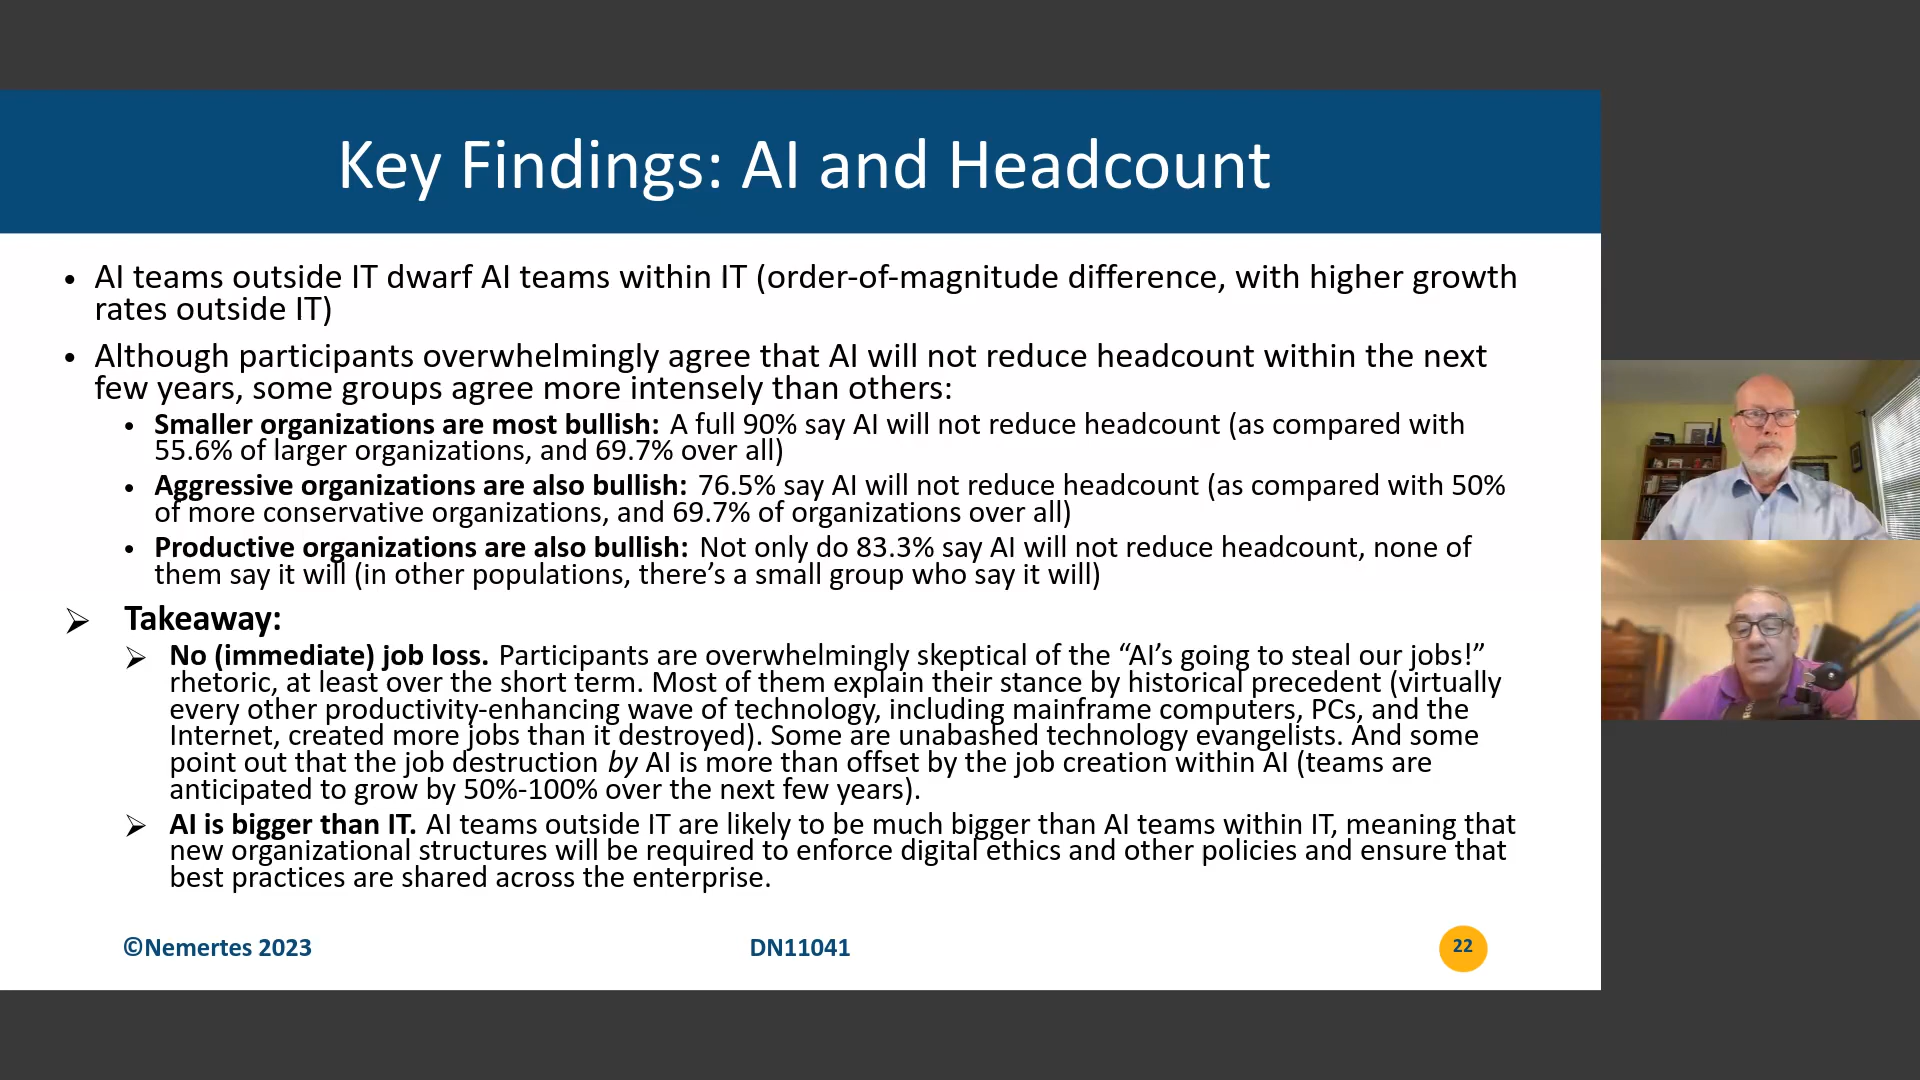 Key Findings: AI and Headcount
• AI teams outside IT dwarf AI teams within IT (order-of-magnitude difference, with higher growth
rates outside IT)
• Although participants overwhelmingly agree that AI will not reduce headcount within the next
few years, some groups agree more intensely than others:
• Smaller organizations are most bullish: A full 90% say AI will not reduce headcount (as compared with
55.6% of larger organizations, and 69.7% over all)
• Aggressive organizations are also bullish: 76.5% say AI will not reduce headcount (as compared with 50%
of more conservative organizations, and 69.7% of organizations over all)
• Productive organizations are also bullish: Not only do 83.3% say AI will not reduce headcount, none of
them say it will (in other populations, there’s a small group who say it will)
➢ Takeaway:
➢ No (immediate) job loss. Participants are overwhelmingly skeptical of the “AI’s going to steal our jobs!”
rhetoric, at least over the short term. Most of them explain their stance by historical precedent (virtually
every other productivity-enhancing wave of technology, including mainframe computers, PCs, and the
Internet, created more jobs than it destroyed). Some are unabashed technology evangelists. And some
point out that the job destruction by AI is more than offset by the job creation within AI (teams are
anticipated to grow by 50%-100% over the next few years).
➢ AI is bigger than IT. AI teams outside IT are likely to be much bigger than AI teams within IT, meaning that
new organizational structures will be required to enforce digital ethics and other policies and ensure that
best practices are shared across the enterprise.
©Nemertes 2023
DN11041
22